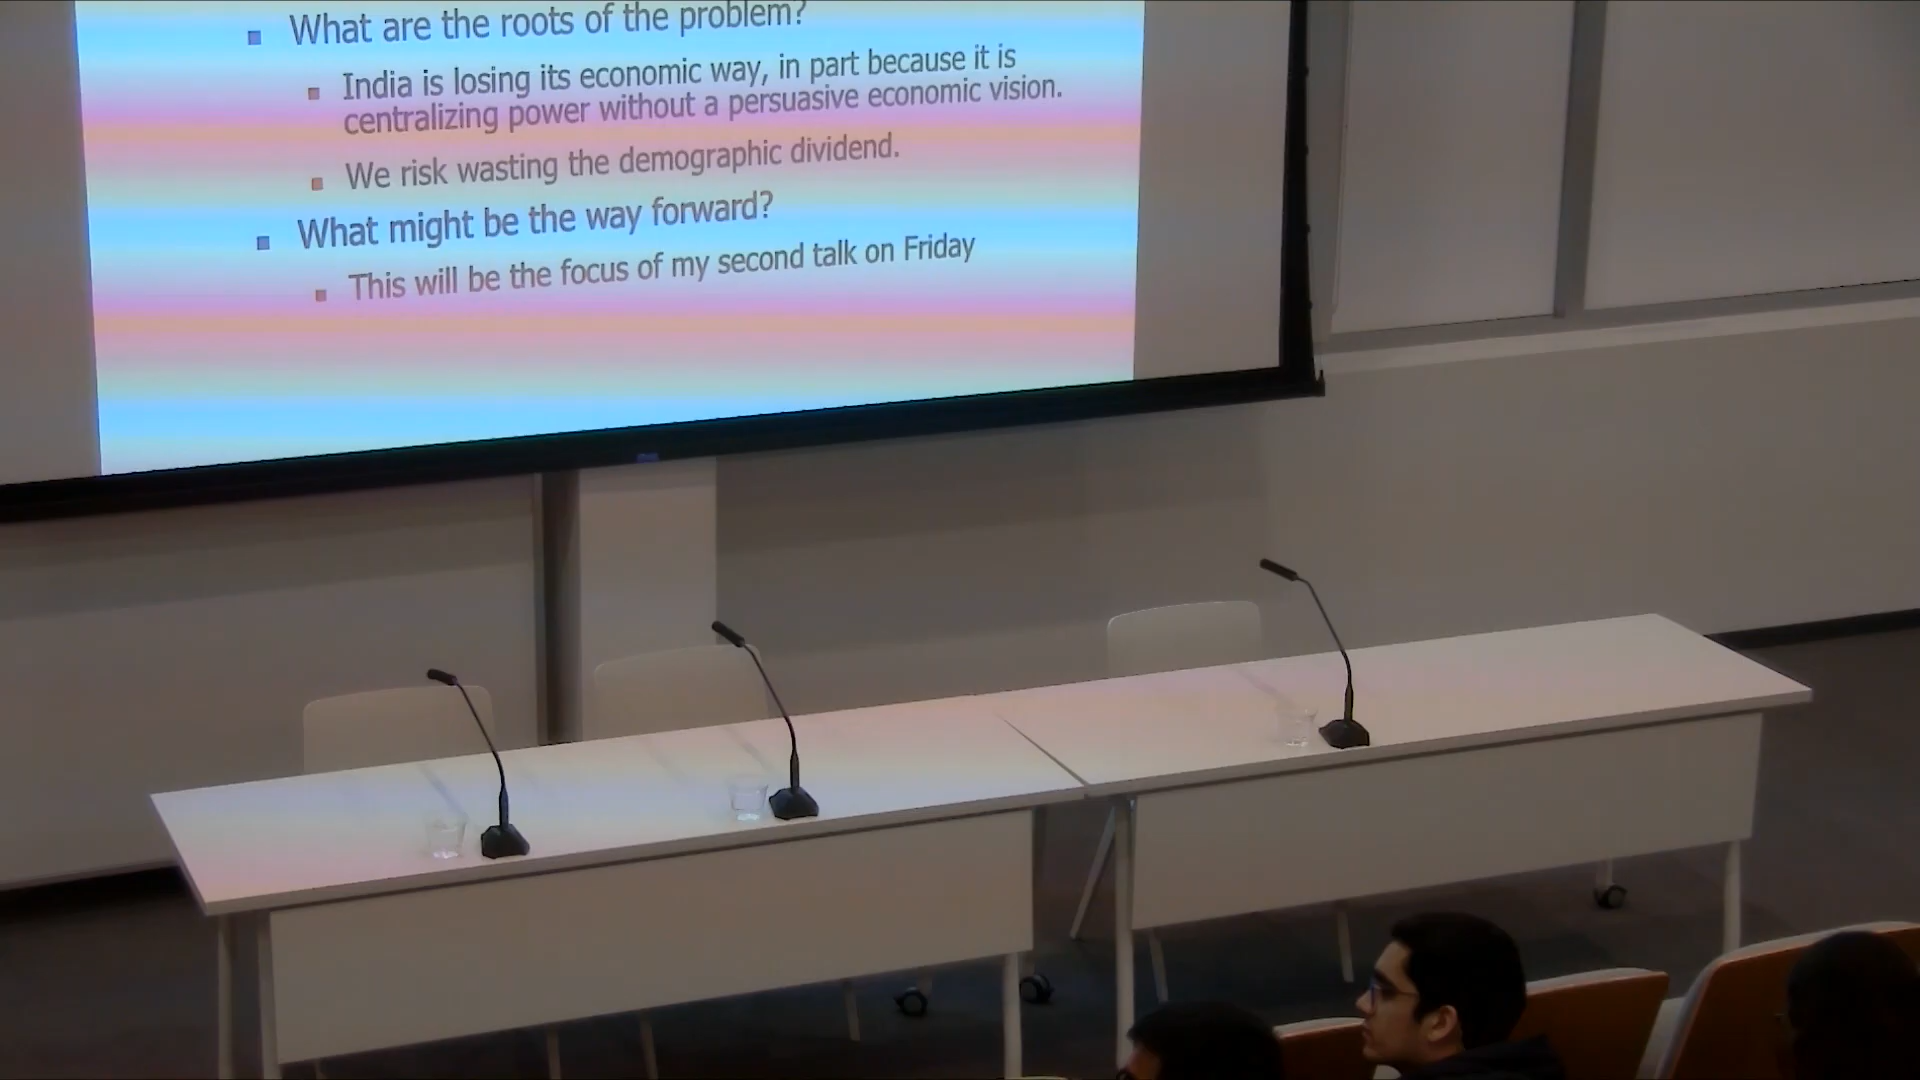 What are the roots of the problem?
India is losing its economic way, in part because it is
centralizing power without a persuasive economic vision.
We risk wasting the demographic dividend.
What might be the way forward?
This will be the focus of my second talk on Friday